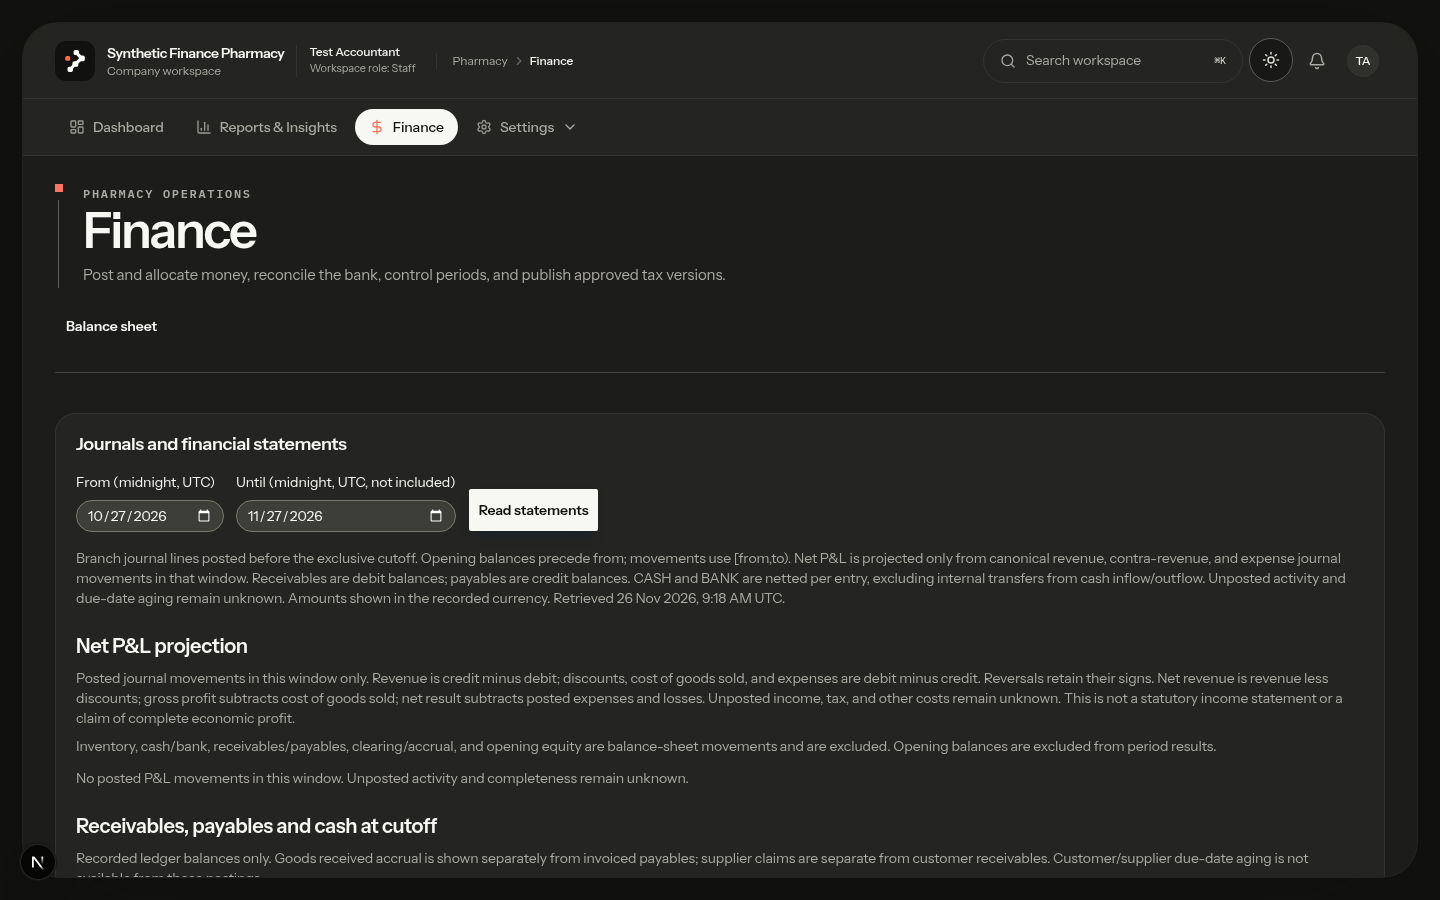 Synthetic Finance Pharmacy
Company workspace
Test Accountant
Workspace role: Staff
Pharmacy
Finance
Search workspace
⌘K
TA
Dashboard
Reports & Insights
Finance
Settings
PHARMACY OPERATIONS
Finance
Post and allocate money, reconcile the bank, control periods, and publish approved tax versions.
Balance sheet
Journals and financial statements
From (midnight, UTC)
Until (midnight, UTC, not included)
10/27/2026
11/27/2026
Read statements
Branch journal lines posted before the exclusive cutoff. Opening balances precede from; movements use [from,to). Net P&L is projected only from canonical revenue, contra-revenue, and expense journal
movements in that window. Receivables are debit balances; payables are credit balances. CASH and BANK are netted per entry, excluding internal transfers from cash inflow/outflow. Unposted activity and
due-date aging remain unknown. Amounts shown in the recorded currency. Retrieved 26 Nov 2026, 9:18 AM UTC.
Net P&L projection
Posted journal movements in this window only. Revenue is credit minus debit; discounts, cost of goods sold, and expenses are debit minus credit. Reversals retain their signs. Net revenue is revenue less
discounts; gross profit subtracts cost of goods sold; net result subtracts posted expenses and losses. Unposted income, tax, and other costs remain unknown. This is not a statutory income statement or a
claim of complete economic profit.
Inventory, cash/bank, receivables/payables, clearing/accrual, and opening equity are balance-sheet movements and are excluded. Opening balances are excluded from period results.
No posted P&L movements in this window. Unposted activity and completeness remain unknown.
Receivables, payables and cash at cutoff
Recorded ledger balances only. Goods received accrual is shown separately from invoiced payables; supplier claims are separate from customer receivables. Customer/supplier due-date aging is not
N